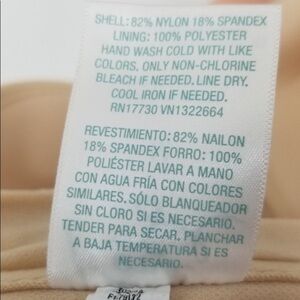 SHELL: 82% NYLON 18% SPANDEX
LINING: 100% POLYESTER
HAND WASH COLD WITH LIKE
COLORS. ONLY NON-CHLORINE
BLEACH IF NEEDED. LINE DRY.
COOL IRON IF NEEDED.
RN17730 VN1322664
REVESTIMIENTO: 82% NAILON
18% SPANDEX FORRO: 100%
POLIÉSTER LAVAR A MANO
CON AGUA FRÍA CON COLORES
SIMILARES. SÓLO BLANQUEADOR
SIN CLORO SI ES NECESARIO.
TENDER PARA SECAR. PLANCHAR
A BAJA TEMPERATURA SI ES
NECESARIO.